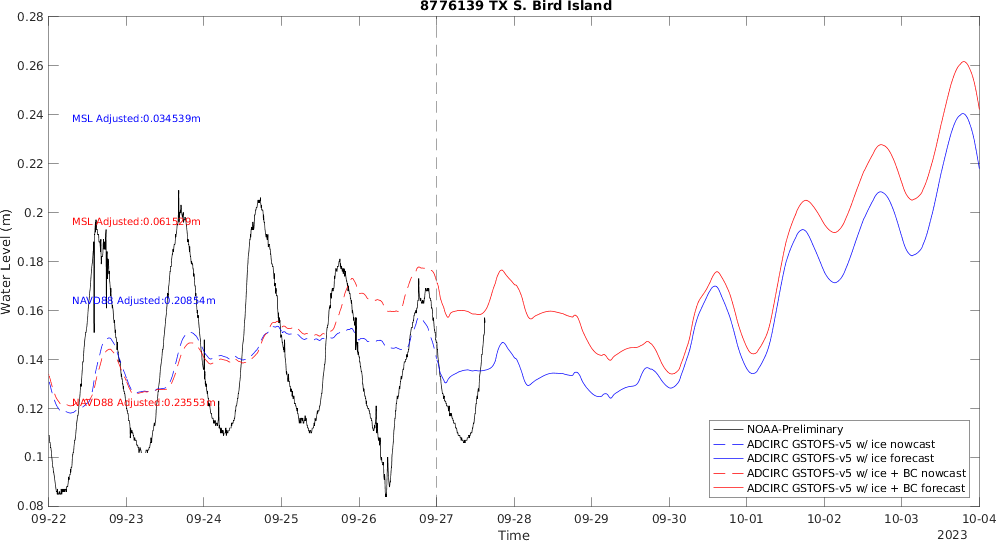 8776139 TX S. Bird Island
Water Level (m)
0.28
0.26
0.24
0.22
0.2
0.18
0.16
0.14
0.12
0.1
0.08
MSL Adjusted:0.034539m
MSL Adjusted:0.061529m
NAVD88 Adjusted:0.20854m
NAVD88 Adjusted:0.23553m
NOAA-Preliminary
ADCIRC GSTOFS-v5 w/ ice nowcast
ADCIRC GSTOFS-v5 w/ ice forecast
ADCIRC GSTOFS-v5 w/ ice + BC nowcast
ADCIRC GSTOFS-v5 w/ ice + BC forecast
09-22 09-23 09-24 09-25 09-26 09-27 09-28 09-29 09-30 10-01 10-02 10-03 10-04
Time
2023